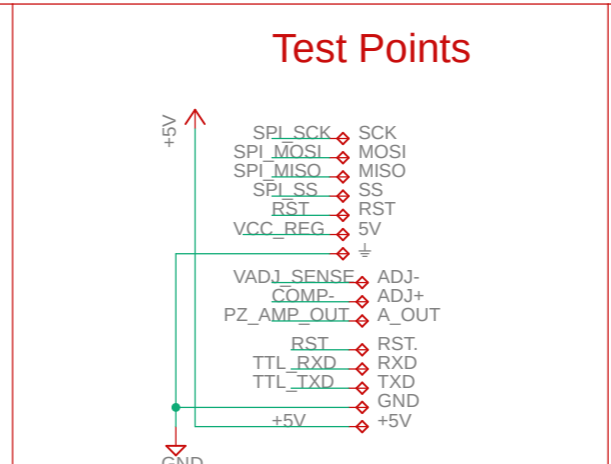 Test Points
+5V
SPI_SCK SCK
SPI_MOSI MOSI
SPI_MISO MISO
SPI_SS SS
RST RST
VCC_REG 5V
VADJ_SENSE ADJ-
COMP- ADJ+
PZ_AMP_OUT A_OUT
RST RST.
TTL_RXD RXD
TTL_TXD TXD
GND
+5V +5V
GND